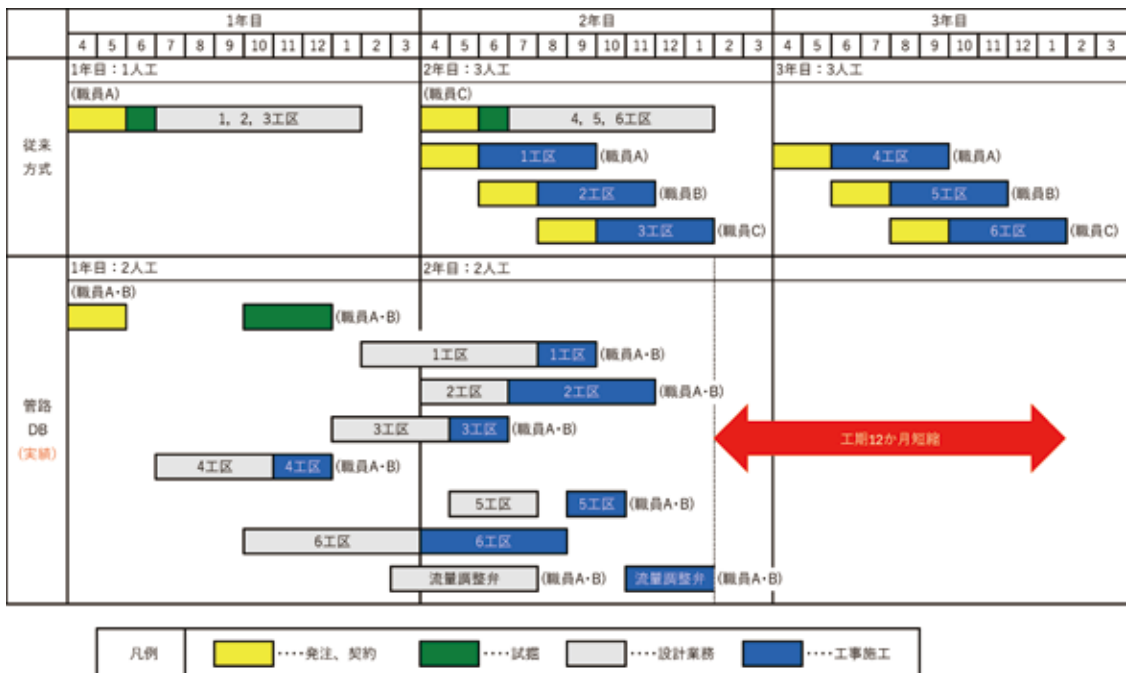 1年目 2年目 3年目
4 5 6 7 8 9 10 11 12 1 2 3 4 5 6 7 8 9 10 11 12 1 2 3 4 5 6 7 8 9 10 11 12 1 2 3
従来
方式
1年目：1人工 2年目：3人工 3年目：3人工
(職員A) (職員C)
1, 2, 3工区 4, 5, 6工区
1工区 (職員A) 4工区 (職員A)
2工区 (職員B) 5工区 (職員B)
3工区 (職員C) 6工区 (職員C)
管路
DB
(実績)
1年目：2人工 2年目：2人工
(職員A・B)
(職員A・B)
1工区 1工区 (職員A・B)
2工区 2工区 (職員A・B)
3工区 3工区 (職員A・B)
工期12か月短縮
4工区 4工区 (職員A・B)
5工区 5工区 (職員A・B)
6工区 6工区
流量調整弁 (職員A・B) 流量調整弁 (職員A・B)
凡例 ‥‥発注、契約 ‥‥試掘 ‥‥設計業務 ‥‥工事施工